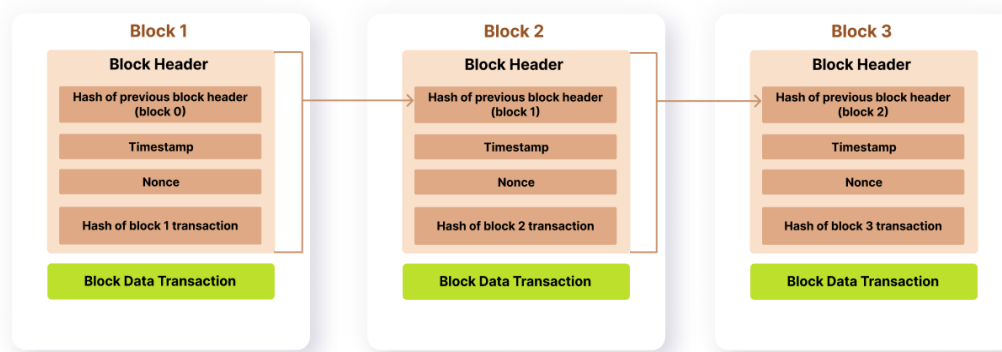 Block 1
Block Header
Hash of previous block header
(block 0)
Timestamp
Nonce
Hash of block 1 transaction
Block Data Transaction
Block 2
Block Header
Hash of previous block header
(block 1)
Timestamp
Nonce
Hash of block 2 transaction
Block Data Transaction
Block 3
Block Header
Hash of previous block header
(block 2)
Timestamp
Nonce
Hash of block 3 transaction
Block Data Transaction